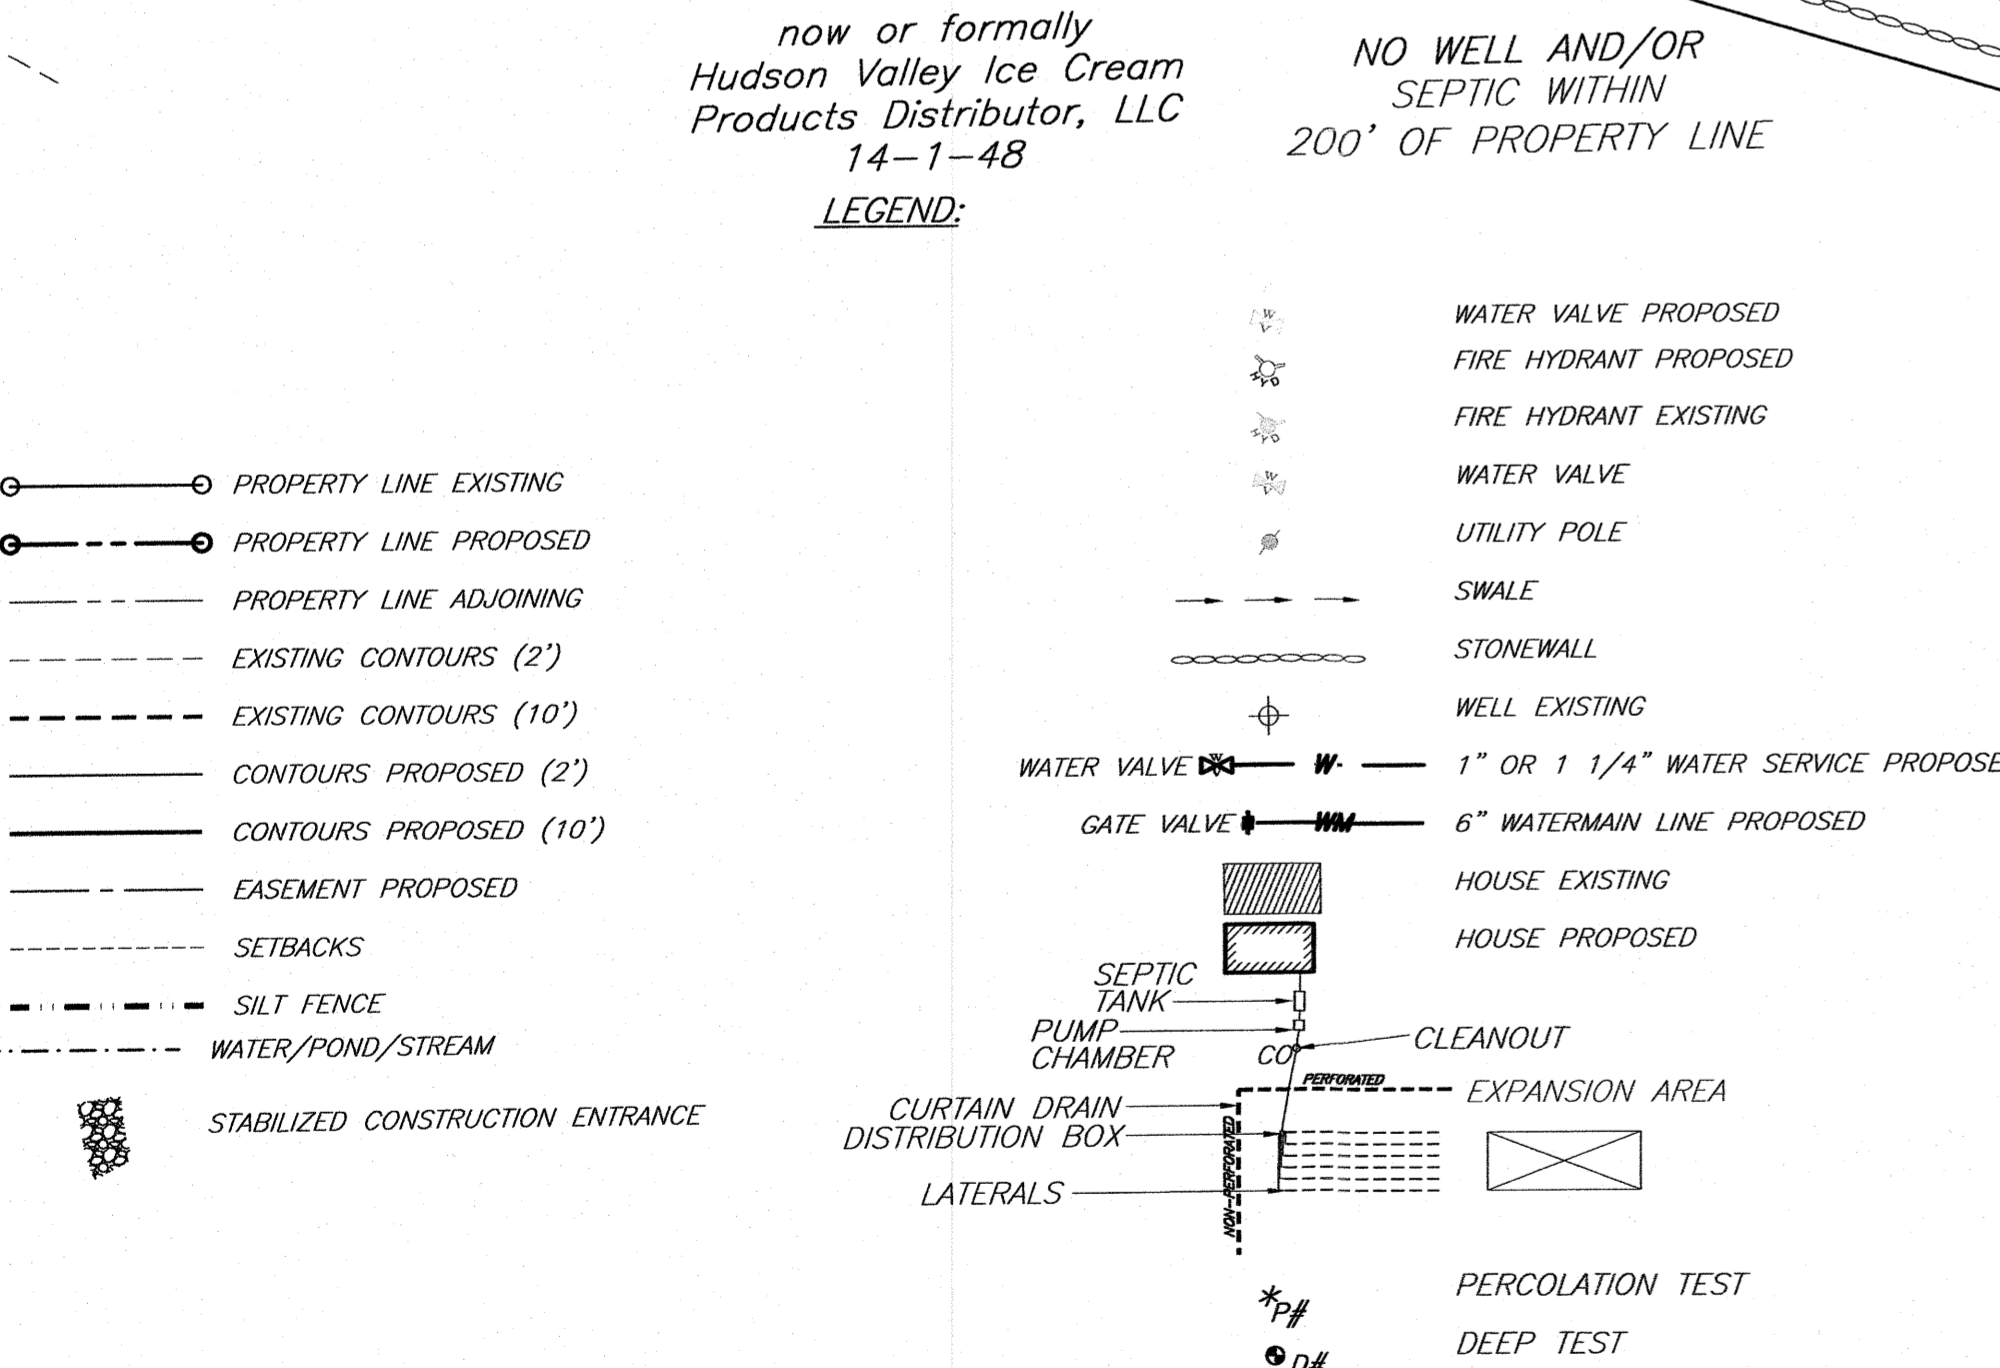 now or formally
Hudson Valley Ice Cream
Products Distributor, LLC
14-1-48
NO WELL AND/OR
SEPTIC WITHIN
200' OF PROPERTY LINE
LEGEND:
PROPERTY LINE EXISTING
PROPERTY LINE PROPOSED
PROPERTY LINE ADJOINING
EXISTING CONTOURS (2')
EXISTING CONTOURS (10')
CONTOURS PROPOSED (2')
CONTOURS PROPOSED (10')
EASEMENT PROPOSED
SETBACKS
SILT FENCE
WATER/POND/STREAM
STABILIZED CONSTRUCTION ENTRANCE
W
V
WATER VALVE PROPOSED
HYD
FIRE HYDRANT PROPOSED
HYD
FIRE HYDRANT EXISTING
W
V
WATER VALVE
UTILITY POLE
SWALE
STONEWALL
WELL EXISTING
WATER VALVE W W 1" OR 1 1/4" WATER SERVICE PROPOSE
GATE VALVE WM 6" WATERMAIN LINE PROPOSED
HOUSE EXISTING
HOUSE PROPOSED
SEPTIC
TANK
PUMP
CHAMBER
CO
CLEANOUT
PERFORATED
EXPANSION AREA
CURTAIN DRAIN
DISTRIBUTION BOX
NON-PERFORATED
LATERALS
*P#
PERCOLATION TEST
D#
DEEP TEST